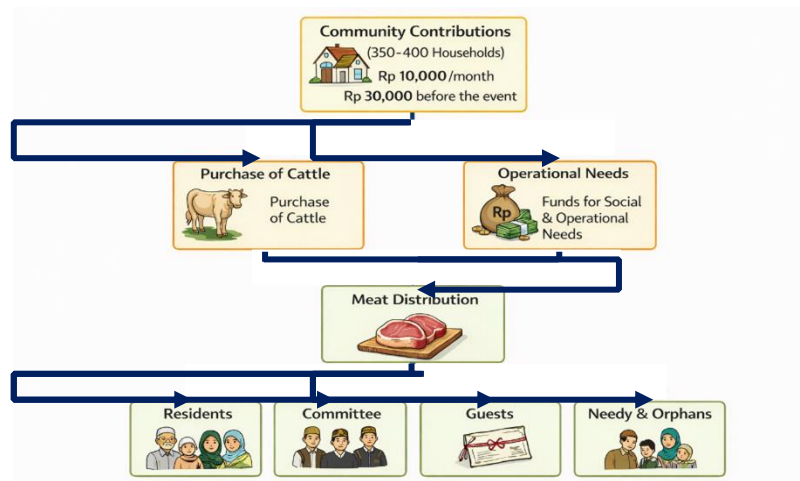 Community Contributions
(350-400 Households)
Rp 10,000/month
Rp 30,000 before the event
Purchase of Cattle
Purchase
of Cattle
Operational Needs
Rp
Funds for Social
& Operational
Needs
Meat Distribution
Residents
Committee
Guests
Needy & Orphans